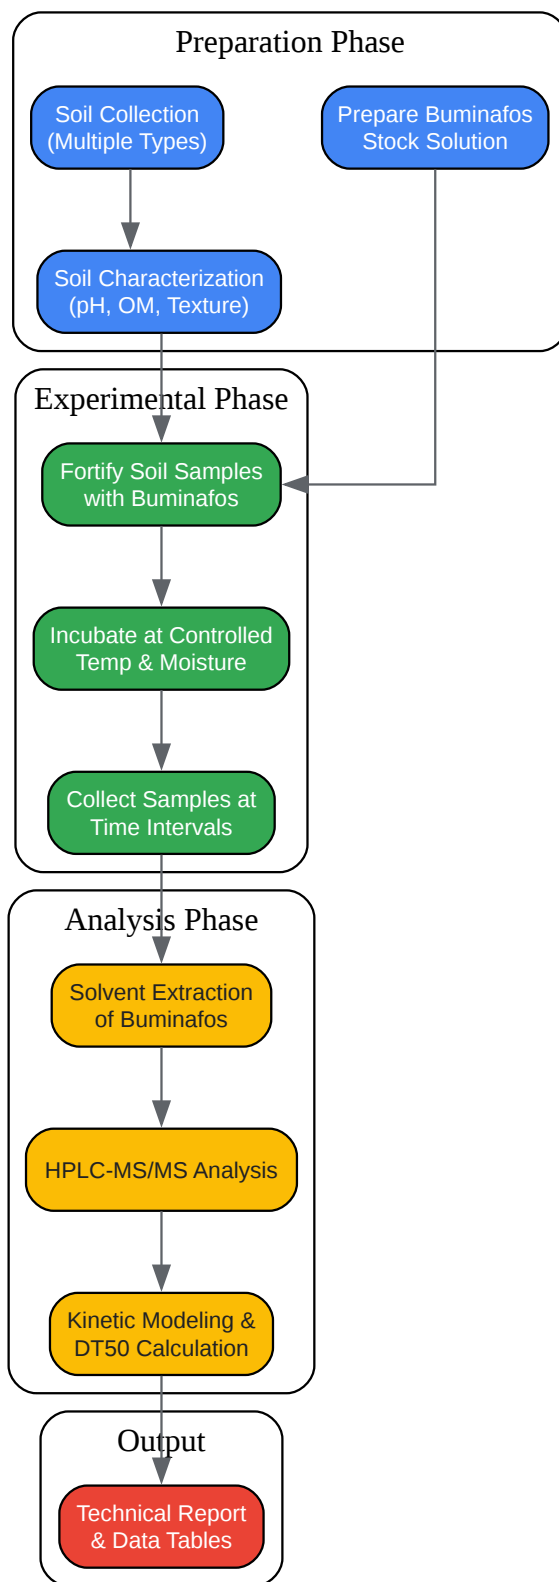 Preparation Phase
Soil Collection
(Multiple Types)
Prepare Buminafos
Stock Solution
Soil Characterization
(pH, OM, Texture)
Experimental Phase
Fortify Soil Samples
with Buminafos
Incubate at Controlled
Temp & Moisture
Collect Samples at
Time Intervals
Analysis Phase
Solvent Extraction
of Buminafos
HPLC-MS/MS Analysis
Kinetic Modeling &
DT50 Calculation
Output
Technical Report
& Data Tables